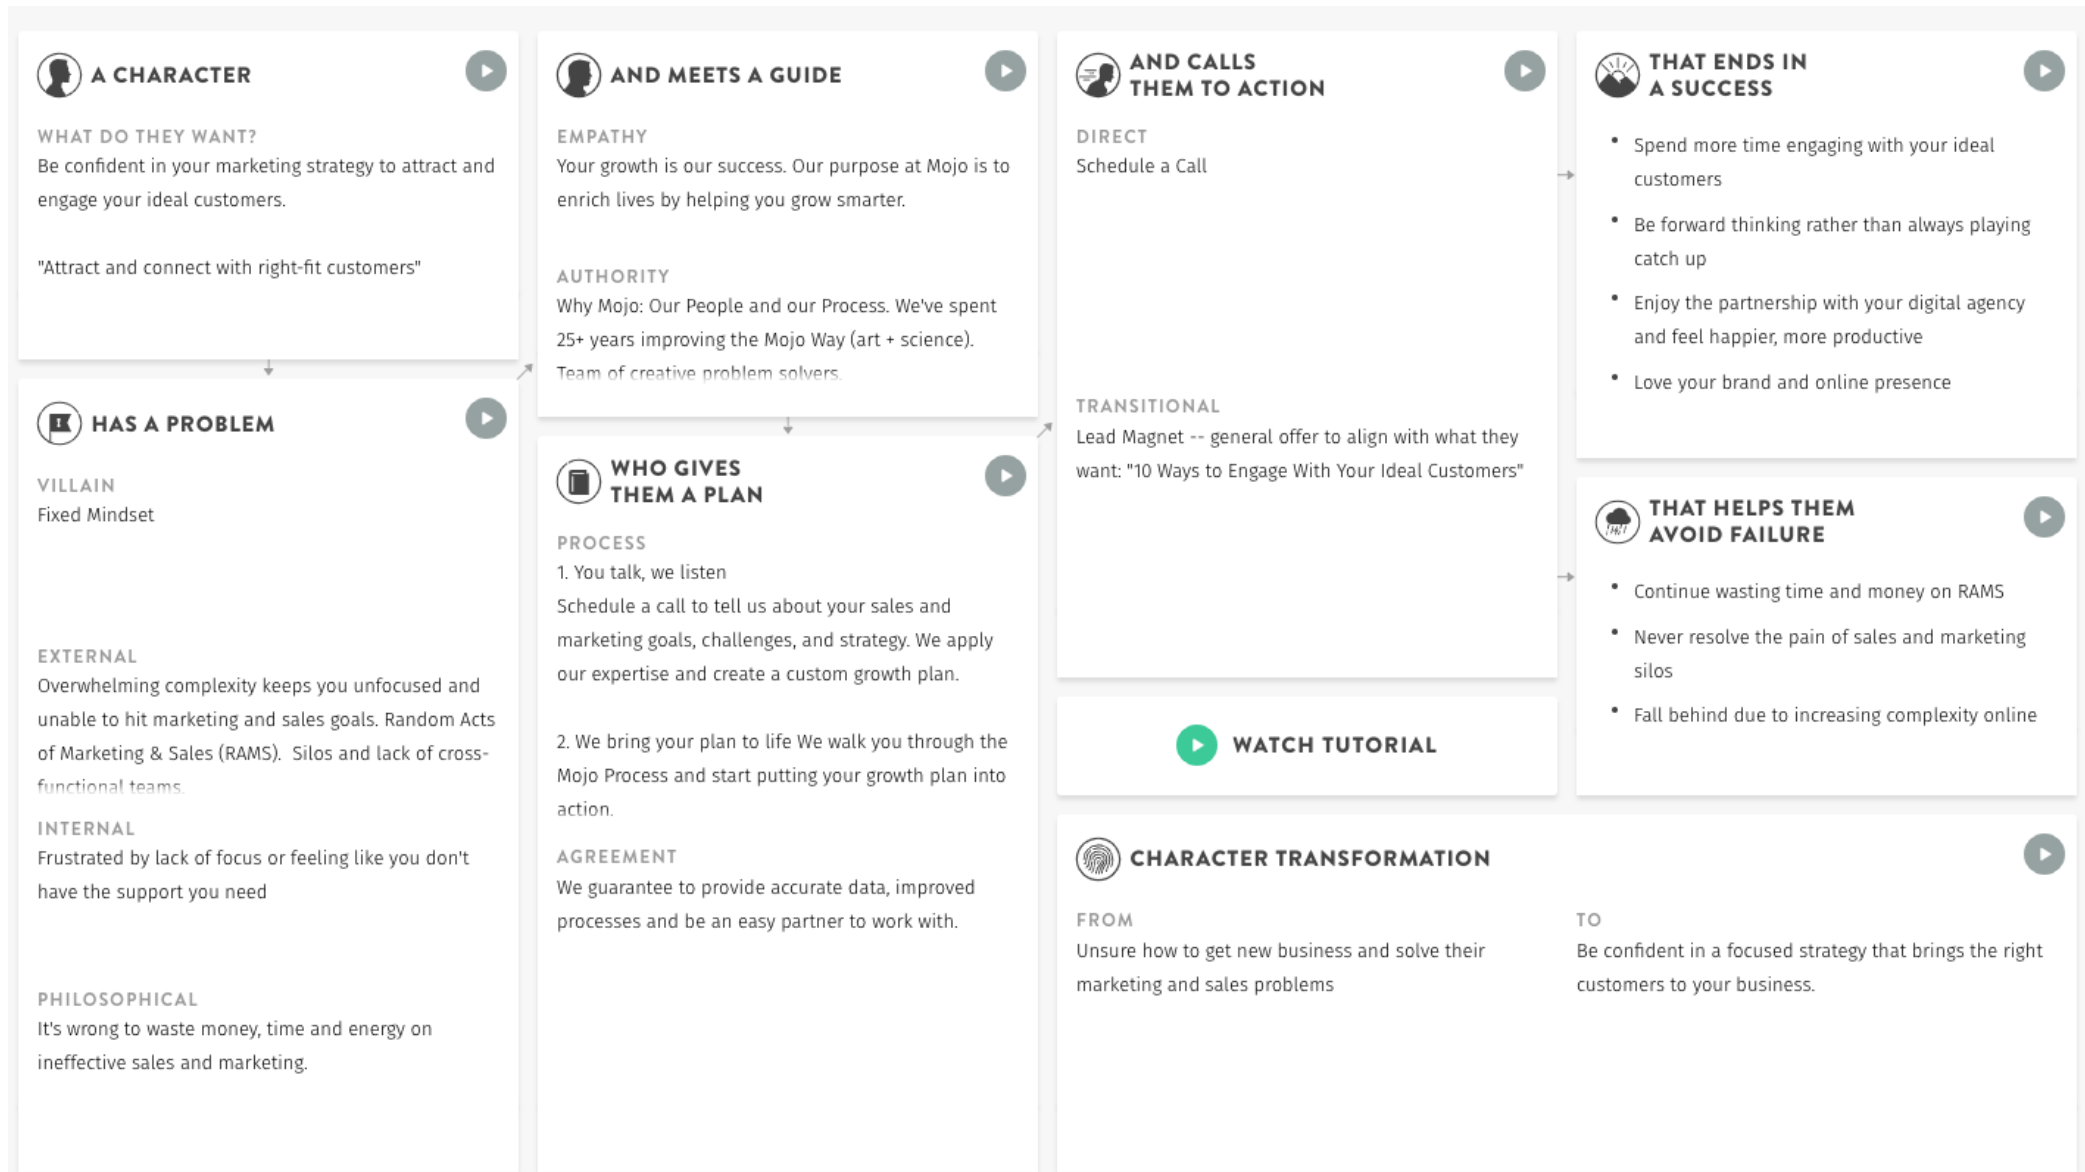 A CHARACTER
WHAT DO THEY WANT?
Be confident in your marketing strategy to attract and
engage your ideal customers.
"Attract and connect with right-fit customers"
HAS A PROBLEM
VILLAIN
Fixed Mindset
EXTERNAL
Overwhelming complexity keeps you unfocused and
unable to hit marketing and sales goals. Random Acts
of Marketing & Sales (RAMS).  Silos and lack of cross-
functional teams.
INTERNAL
Frustrated by lack of focus or feeling like you don't
have the support you need
PHILOSOPHICAL
It's wrong to waste money, time and energy on
ineffective sales and marketing.
AND MEETS A GUIDE
EMPATHY
Your growth is our success. Our purpose at Mojo is to
enrich lives by helping you grow smarter.
AUTHORITY
Why Mojo: Our People and our Process. We've spent
25+ years improving the Mojo Way (art + science).
Team of creative problem solvers.
WHO GIVES
THEM A PLAN
PROCESS
1. You talk, we listen
Schedule a call to tell us about your sales and
marketing goals, challenges, and strategy. We apply
our expertise and create a custom growth plan.
2. We bring your plan to life We walk you through the
Mojo Process and start putting your growth plan into
action.
AGREEMENT
We guarantee to provide accurate data, improved
processes and be an easy partner to work with.
AND CALLS
THEM TO ACTION
DIRECT
Schedule a Call
TRANSITIONAL
Lead Magnet -- general offer to align with what they
want: "10 Ways to Engage With Your Ideal Customers"
WATCH TUTORIAL
THAT ENDS IN
A SUCCESS
• Spend more time engaging with your ideal
customers
• Be forward thinking rather than always playing
catch up
• Enjoy the partnership with your digital agency
and feel happier, more productive
• Love your brand and online presence
THAT HELPS THEM
AVOID FAILURE
• Continue wasting time and money on RAMS
• Never resolve the pain of sales and marketing
silos
• Fall behind due to increasing complexity online
CHARACTER TRANSFORMATION
FROM
Unsure how to get new business and solve their
marketing and sales problems
TO
Be confident in a focused strategy that brings the right
customers to your business.